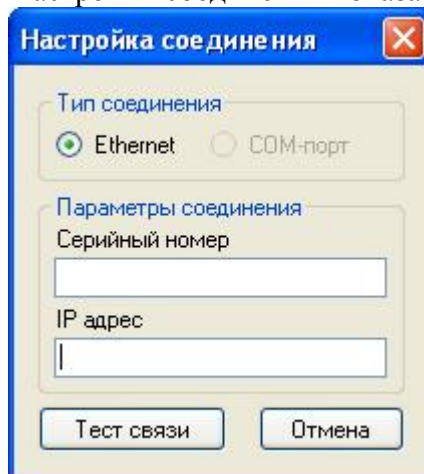 Настройка соединения
Тип соединения
Ethernet COM-порт
Параметры соединения
Серийный номер
IP адрес
Тест связи Отмена